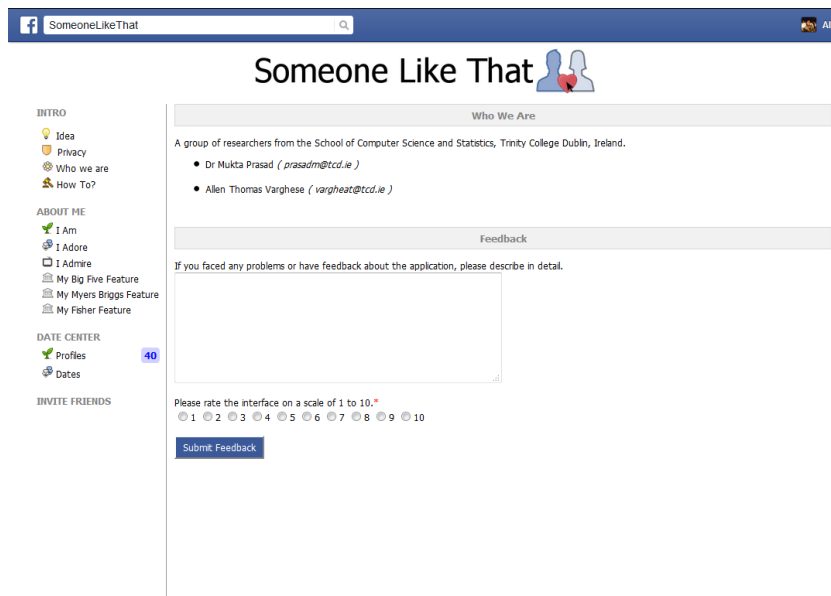 SomeoneLikeThat
Al
Someone Like That
INTRO
Idea
Privacy
Who we are
How To?
ABOUT ME
I Am
I Adore
I Admire
My Big Five Feature
My Myers Briggs Feature
My Fisher Feature
DATE CENTER
Profiles 40
Dates
INVITE FRIENDS
Who We Are
A group of researchers from the School of Computer Science and Statistics, Trinity College Dublin, Ireland.
Dr Mukta Prasad ( prasadm@tcd.ie )
Allen Thomas Varghese ( vargheat@tcd.ie )
Feedback
If you faced any problems or have feedback about the application, please describe in detail.
Please rate the interface on a scale of 1 to 10.*
1 2 3 4 5 6 7 8 9 10
Submit Feedback